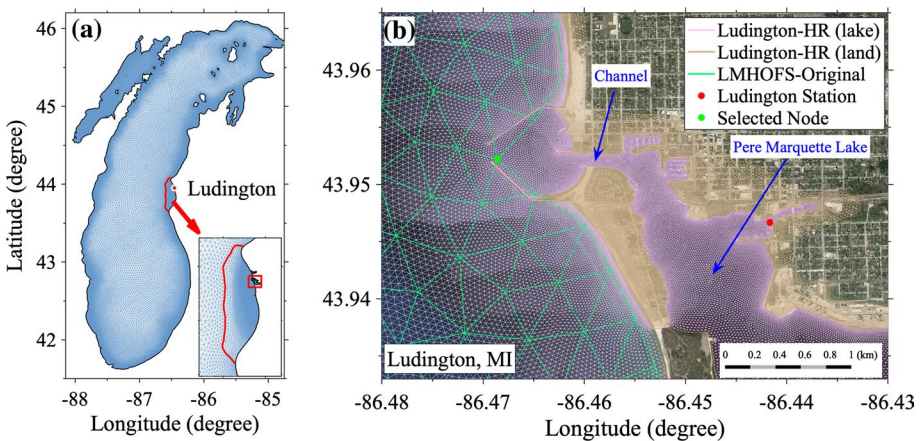 (a)
46
45
44
43
42
Latitude (degree)
Ludington
-88
-87
-86
-85
Longitude (degree)
(b)
43.96
43.95
43.94
Channel
Pere Marquette Lake
Ludington-HR (lake)
Ludington-HR (land)
LMHOFS-Original
Ludington Station
Selected Node
Ludington, MI
0 0.2 0.4 0.6 0.8 1 (km)
-86.48
-86.47
-86.46
-86.45
-86.44
-86.43
Longitude (degree)